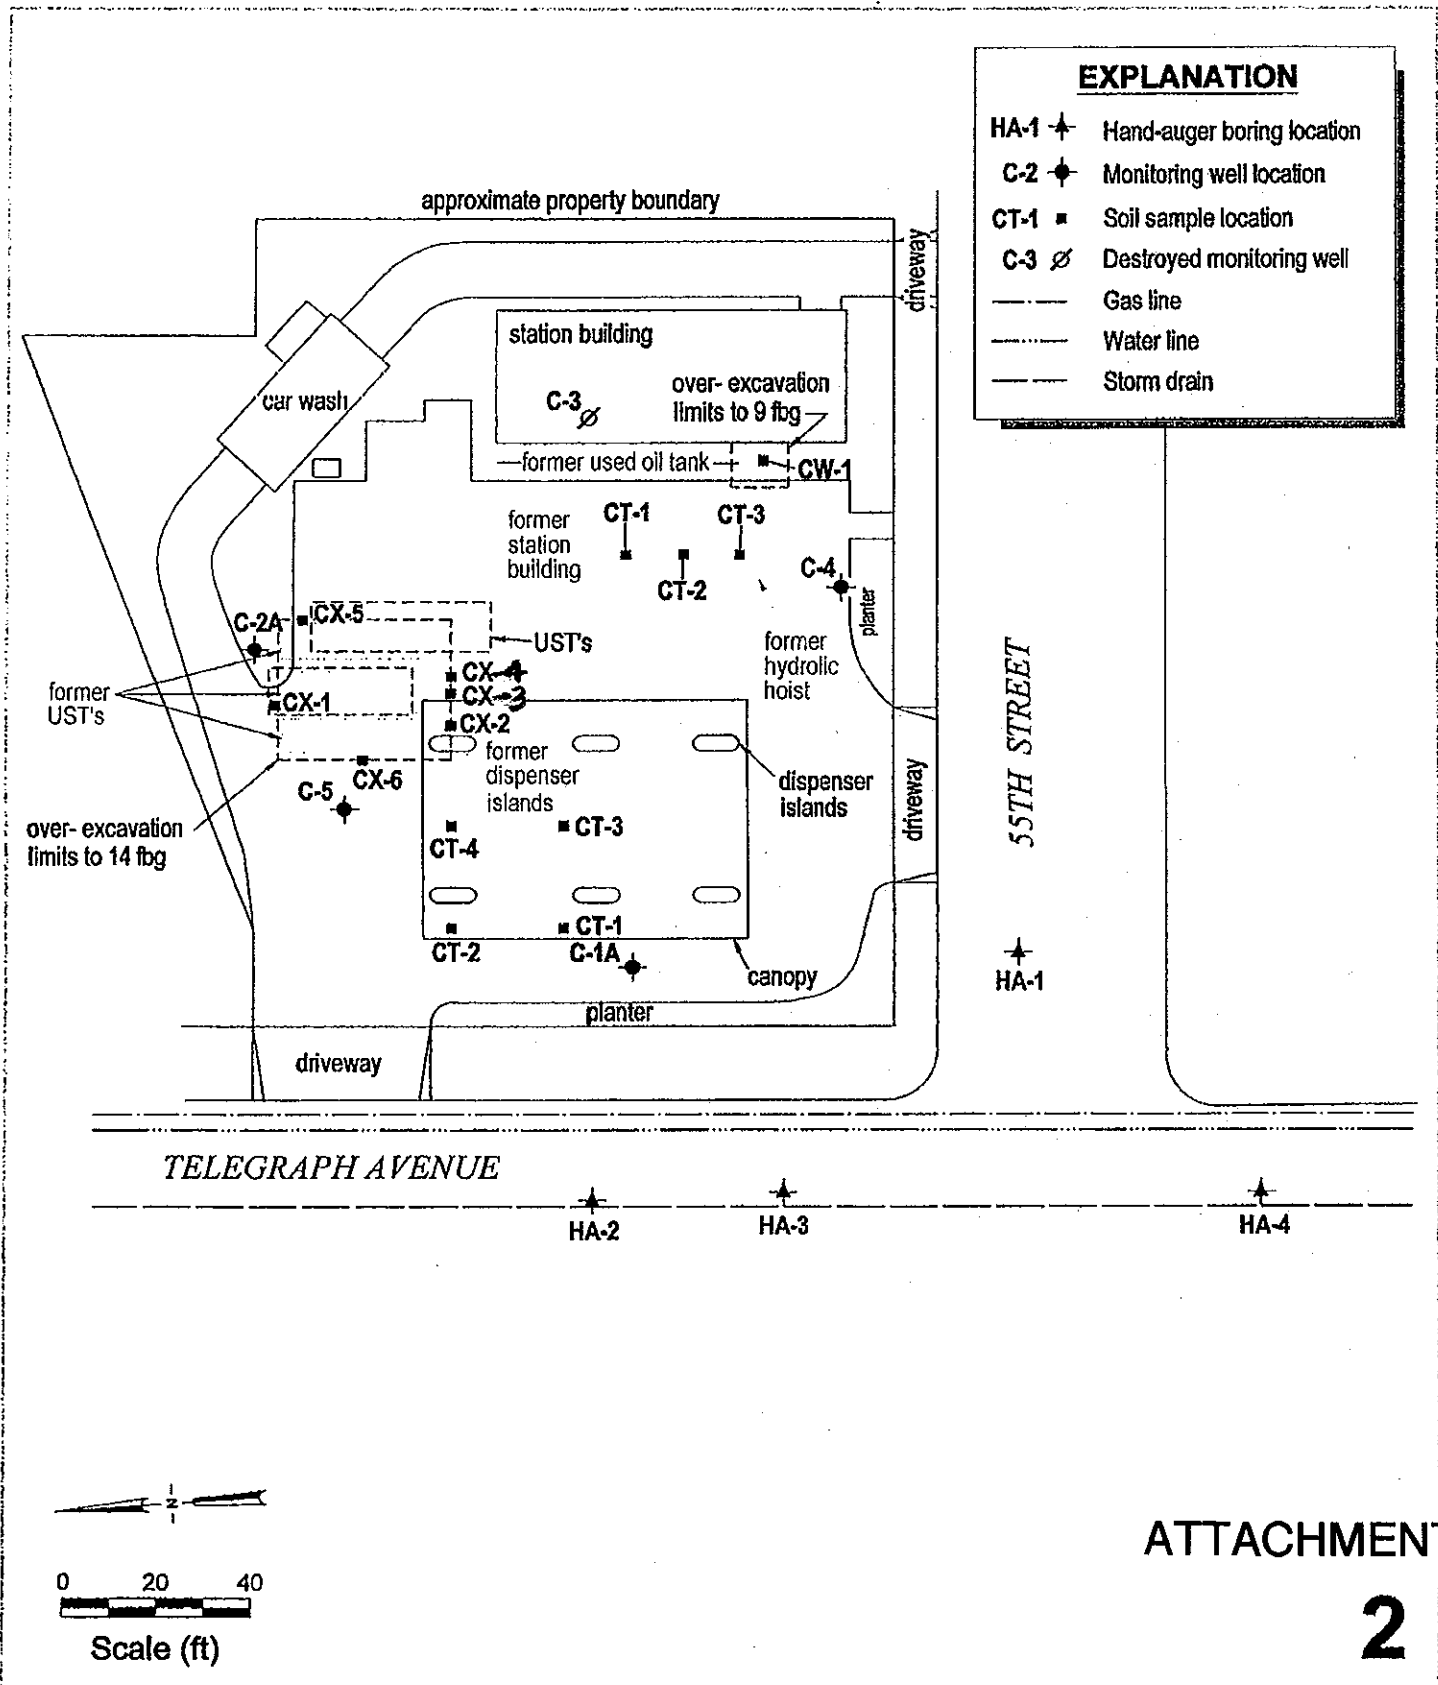 EXPLANATION
HA-1 Hand-auger boring location
C-2 Monitoring well location
CT-1 Soil sample location
C-3 Destroyed monitoring well
Gas line
Water line
Storm drain
approximate property boundary
driveway
station building
car wash
C-3
over- excavation
limits to 9 fbg
former used oil tank
CW-1
former
station
building
CT-1
CT-3
CT-2
C-4
planter
C-2A
CX-5
UST's
former
hydrolic
hoist
CX-4
CX-3
former
UST's
CX-1
CX-2
former
dispenser
islands
dispenser
islands
CX-6
C-5
over- excavation
limits to 14 fbg
CT-4
CT-3
driveway
55TH STREET
CT-2
CT-1
C-1A
canopy
HA-1
planter
driveway
TELEGRAPH AVENUE
HA-2
HA-3
HA-4
N
0 20 40
Scale (ft)
ATTACHMENT
2